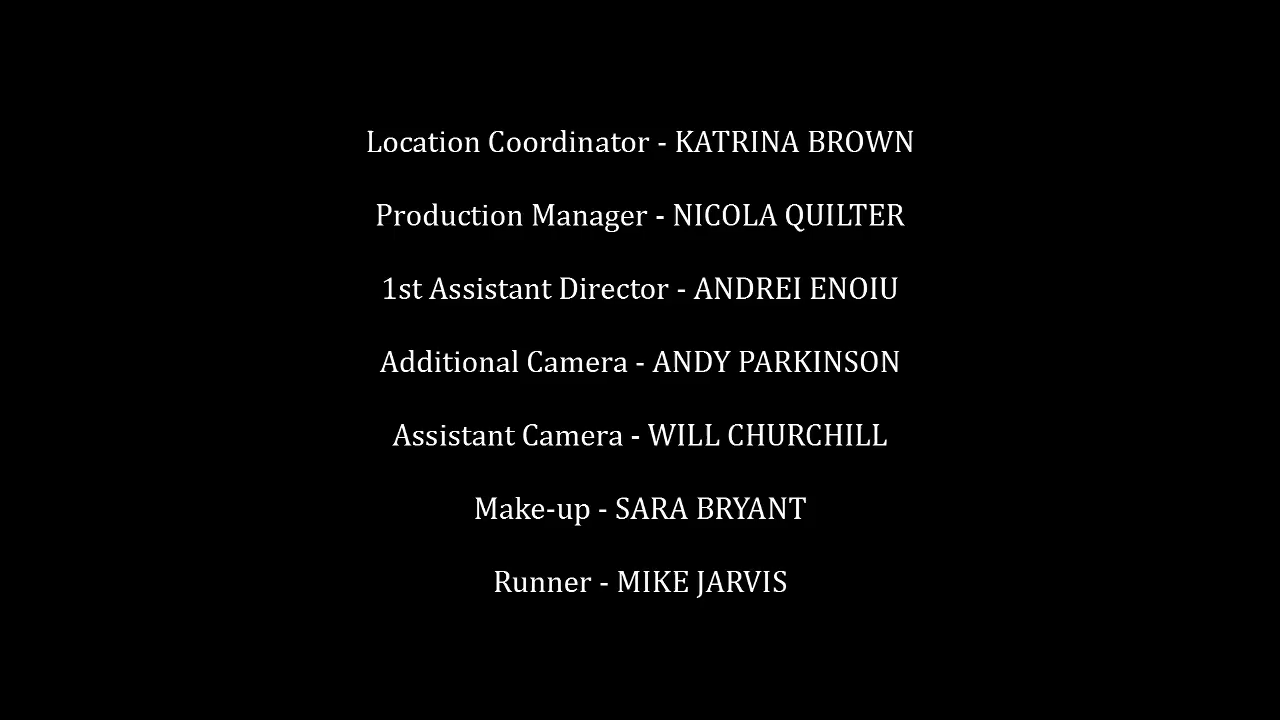 Location Coordinator - KATRINA BROWN
Production Manager - NICOLA QUILTER
1st Assistant Director - ANDREI ENOIU
Additional Camera - ANDY PARKINSON
Assistant Camera - WILL CHURCHILL
Make-up - SARA BRYANT
Runner - MIKE JARVIS